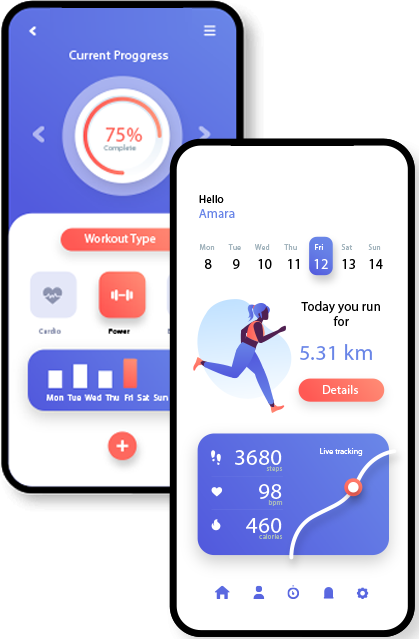 Current Proggress
75%
Complete
Workout Type
Cardio
Power
Mon Tue Wed Thu Fri Sat Sun
Hello
Amara
Mon Tue Wed Thu Fri Sat Sun
8 9 10 11 12 13 14
Today you run
for
5.31 km
Details
3680
steps
Live tracking
98
bpm
460
calories